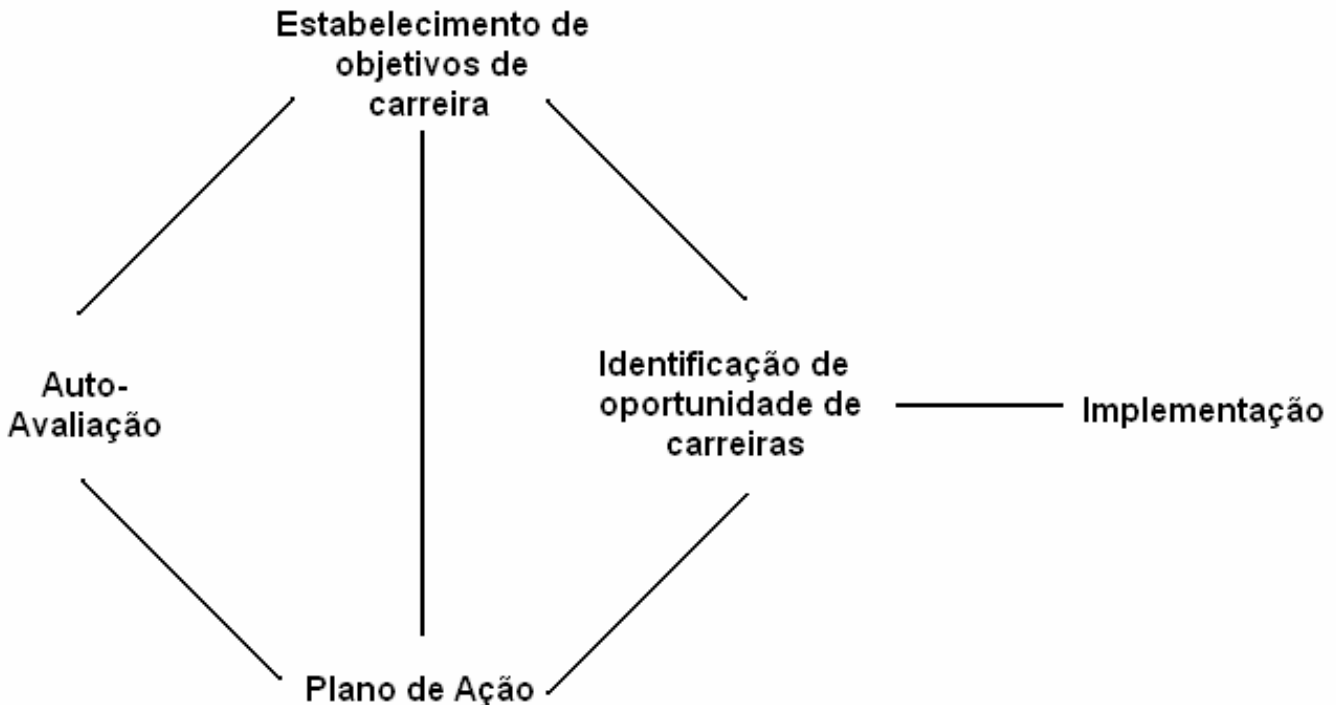 Estabelecimento de
objetivos de
carreira
Auto-
Avaliação
Identificação de
oportunidade de
carreiras
Implementação
Plano de Ação